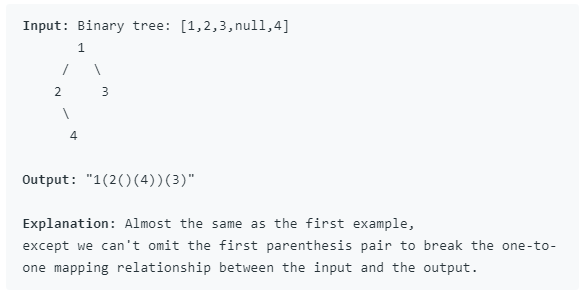 Input: Binary tree: [1,2,3,null,4]
       1
     /   \
    2     3
     \
      4

Output: "1(2()(4))(3)"

Explanation: Almost the same as the first example,
except we can't omit the first parenthesis pair to break the one-to-
one mapping relationship between the input and the output.